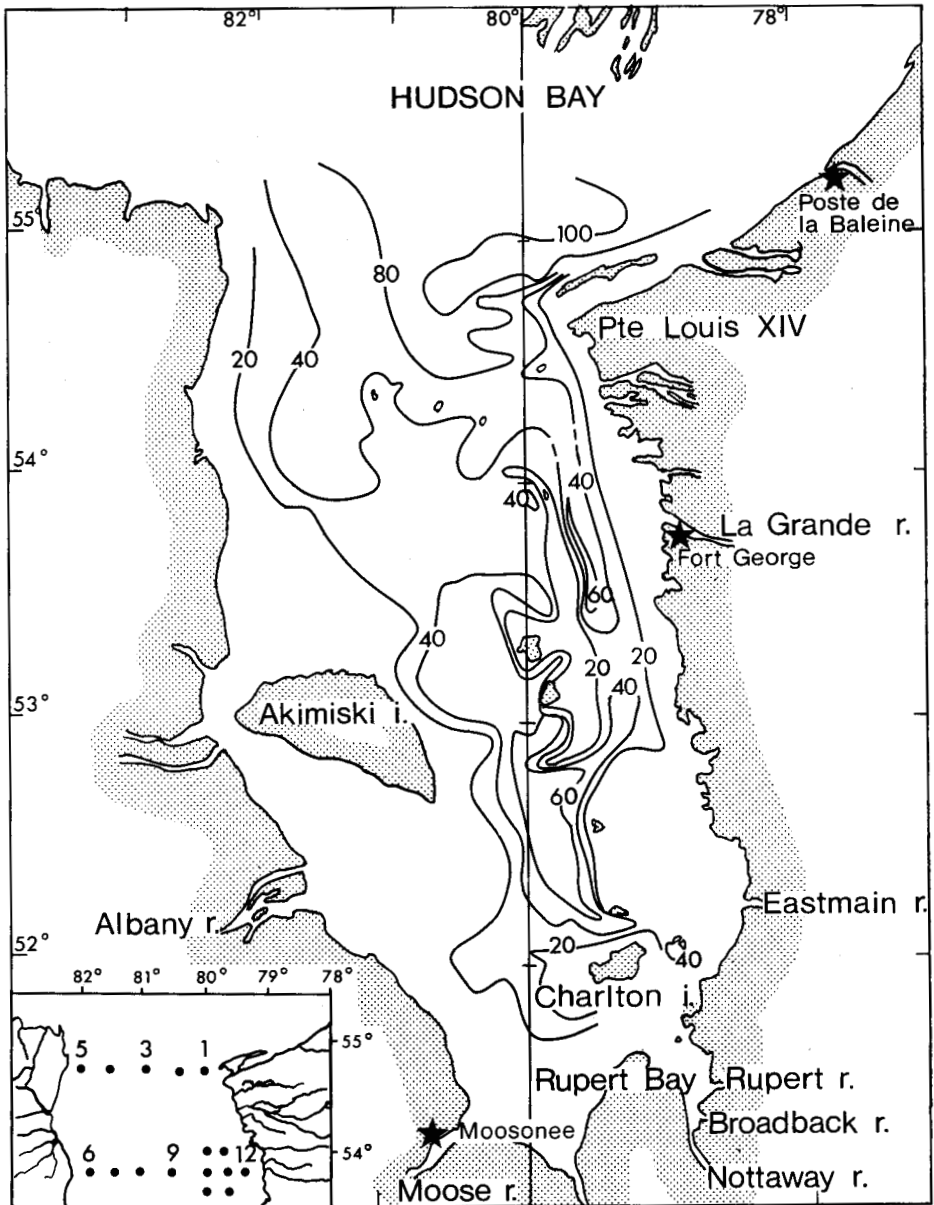 82° 80° 78°
HUDSON BAY
Poste de
la Baleine
55°
100
80
Pte Louis XIV
20 40
54°
40
40
La Grande r.
Fort George
60
40
20 20
40
53°
Akimiski i.
60
Albany r.
Eastmain r.
52°
20
40
Charlton i.
82° 81° 80° 79° 78°
55°
5 3 1
54°
6 9 12
Rupert Bay Rupert r.
Broadback r.
Moosonee
Nottaway r.
Moose r.